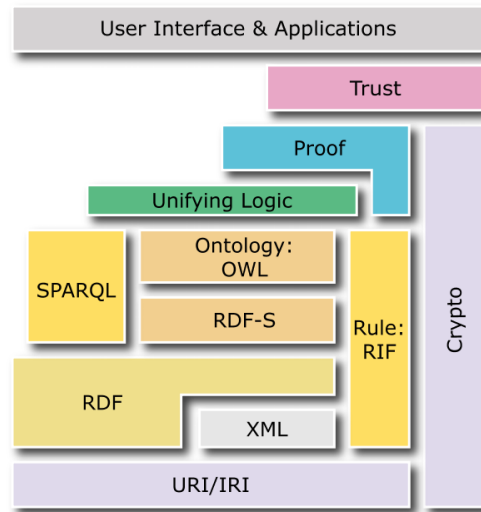 User Interface & Applications
Trust
Proof
Unifying Logic
Ontology:
OWL
SPARQL
RDF-S
Rule:
RIF
Crypto
RDF
XML
URI/IRI